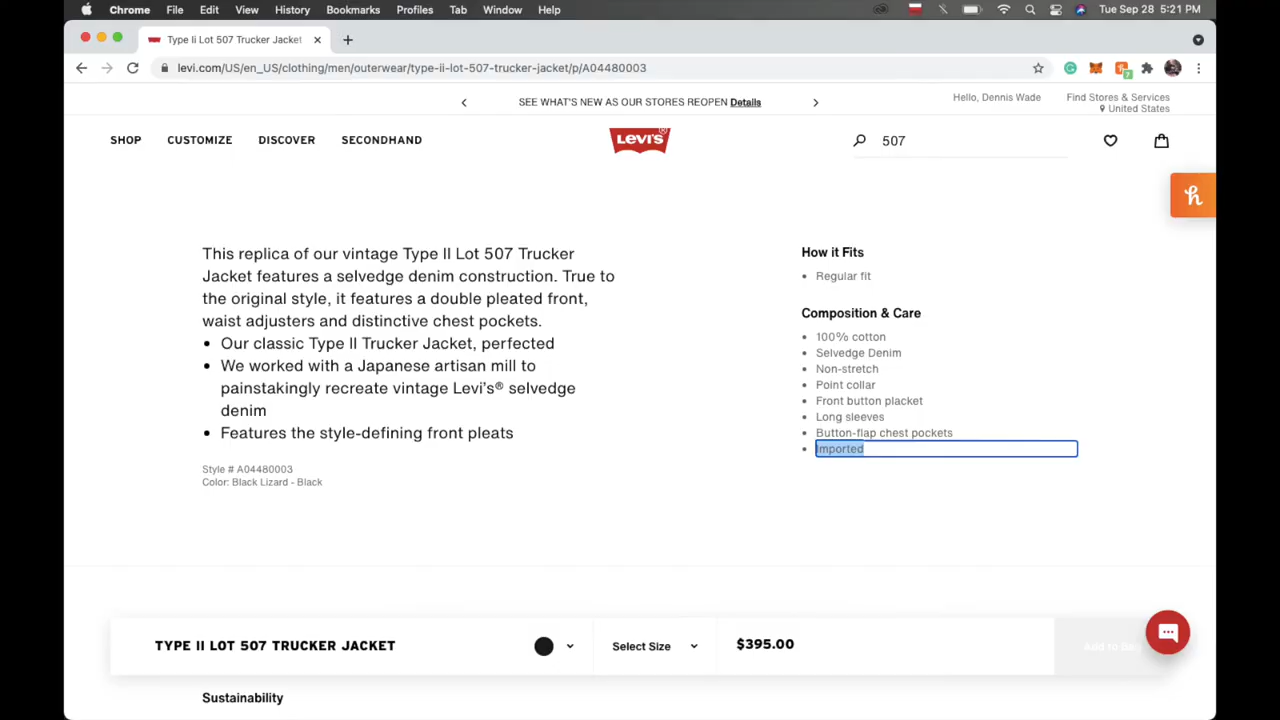 Chrome File Edit View History Bookmarks Profiles Tab Window Help Tue Sep 28 5:21 PM
Type Ii Lot 507 Trucker Jacket
levi.com/US/en_US/clothing/men/outerwear/type-ii-lot-507-trucker-jacket/p/A04480003
SEE WHAT'S NEW AS OUR STORES REOPEN Details
Hello, Dennis Wade
Find Stores & Services
United States
SHOP CUSTOMIZE DISCOVER SECONDHAND
Levi's®
507
This replica of our vintage Type II Lot 507 Trucker
Jacket features a selvedge denim construction. True to
the original style, it features a double pleated front,
waist adjusters and distinctive chest pockets.
• Our classic Type II Trucker Jacket, perfected
• We worked with a Japanese artisan mill to
painstakingly recreate vintage Levi's® selvedge
denim
• Features the style-defining front pleats
Style # A04480003
Color: Black Lizard - Black
How it Fits
• Regular fit
Composition & Care
• 100% cotton
• Selvedge Denim
• Non-stretch
• Point collar
• Front button placket
• Long sleeves
• Button-flap chest pockets
• Imported
TYPE II LOT 507 TRUCKER JACKET
Select Size
$395.00
Add to Ba
Sustainability